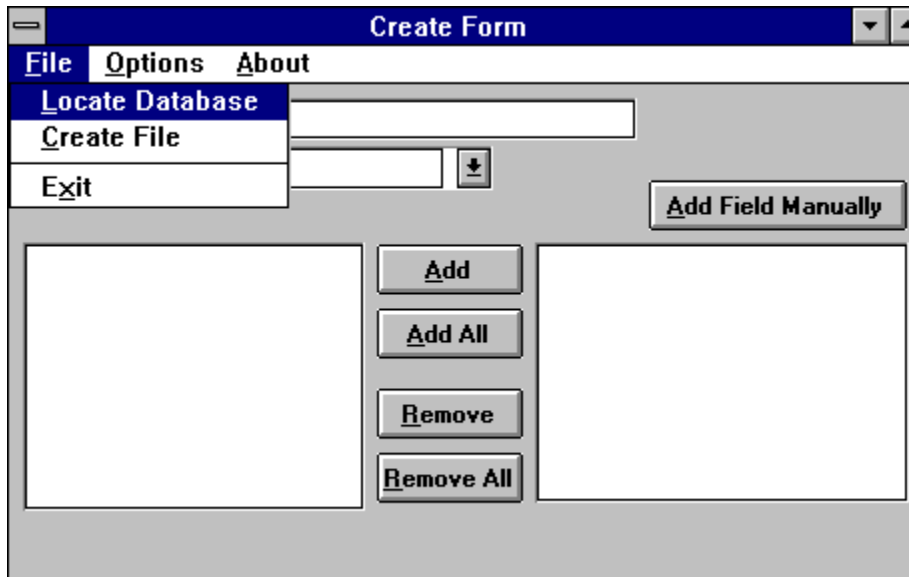 Create Form
File Options About
Locate Database
Create File
Exit
Add Field Manually
Add
Add All
Remove
Remove All